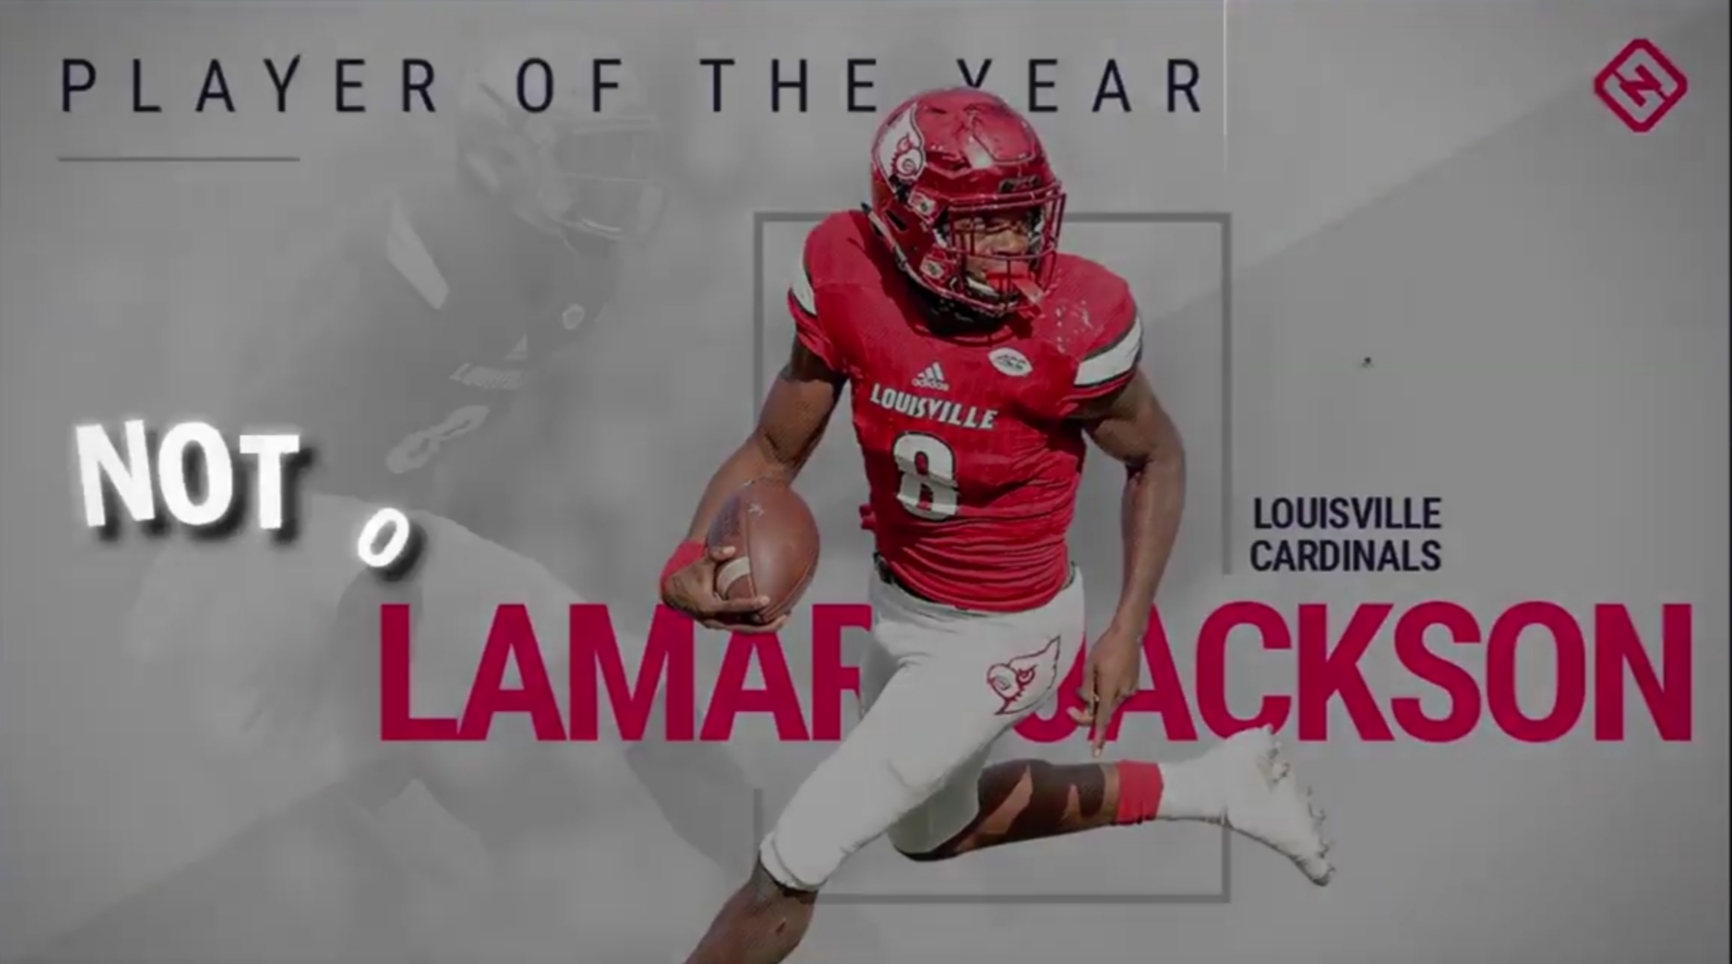 PLAYER OF THE YEAR
adidas
LOUISVILLE
8
NOT
O
LOUISVILLE
CARDINALS
LAMAR JACKSON